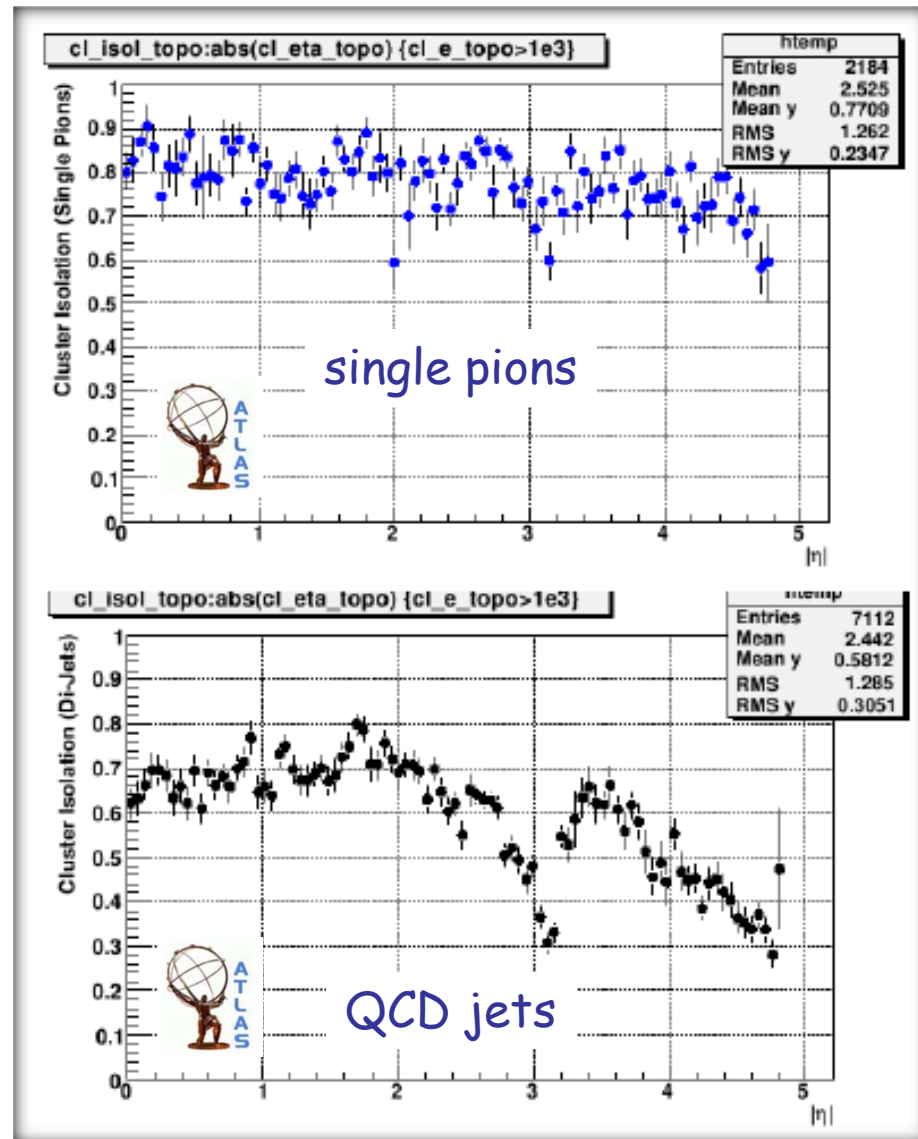 cl_isol_topo:abs(cl_eta_topo) {cl_e_topo>1e3}
htemp
Entries 2184
Mean 2.525
Mean y 0.7709
RMS 1.262
RMS y 0.2347
Cluster Isolation (Single Pions)
1
0.9
0.8
0.7
0.6
0.5
0.4
0.3
0.2
0.1
0
single pions
ATLAS
0 1 2 3 4 5
|η|
cl_isol_topo:abs(cl_eta_topo) {cl_e_topo>1e3}
htemp
Entries 7112
Mean 2.442
Mean y 0.5812
RMS 1.285
RMS y 0.3051
Cluster Isolation (Di-Jets)
1
0.9
0.8
0.7
0.6
0.5
0.4
0.3
0.2
0.1
0
QCD jets
ATLAS
0 1 2 3 4 5
|η|